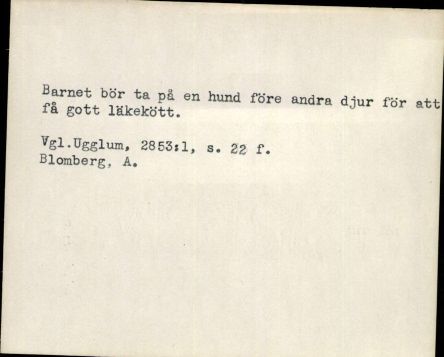 Barnet bör ta på en hund före andra djur för att
få gott läkekött.
Vgl.Ugglum, 2853:1, s. 22 f.
Blomberg, A.